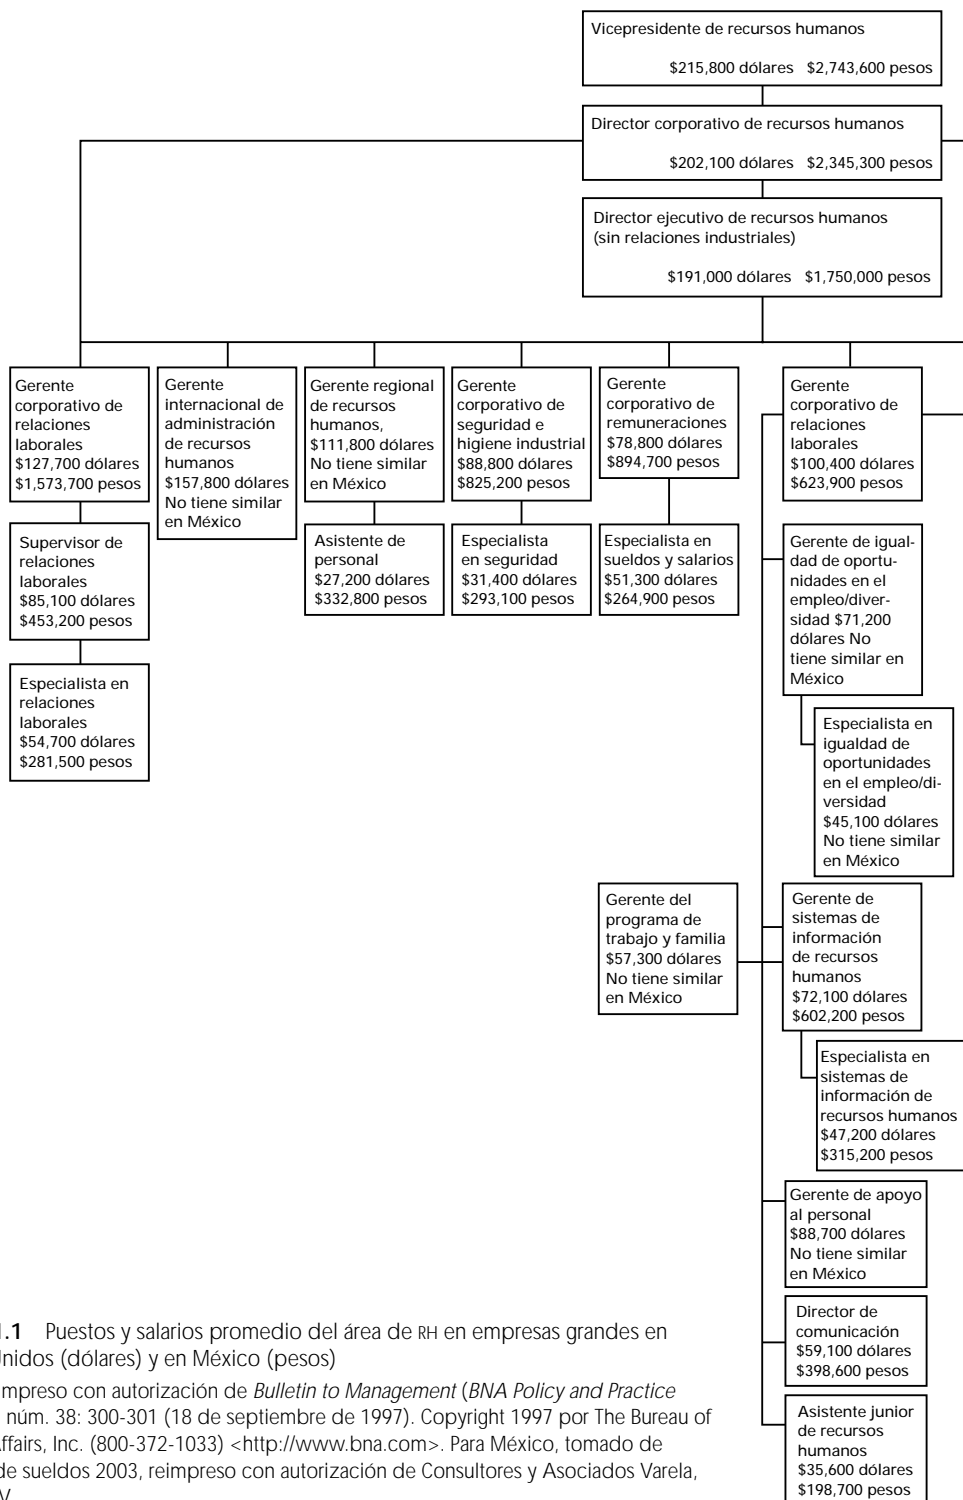 Vicepresidente de recursos humanos
$215,800 dólares $2,743,600 pesos
Director corporativo de recursos humanos
$202,100 dólares $2,345,300 pesos
Director ejecutivo de recursos humanos
(sin relaciones industriales)
$191,000 dólares $1,750,000 pesos
Gerente
corporativo de
relaciones
laborales
$127,700 dólares
$1,573,700 pesos
Gerente
internacional de
administración
de recursos
humanos
$157,800 dólares
No tiene similar
en México
Gerente regional
de recursos
humanos,
$111,800 dólares
No tiene similar
en México
Gerente
corporativo de
seguridad e
higiene industrial
$88,800 dólares
$825,200 pesos
Gerente
corporativo de
remuneraciones
$78,800 dólares
$894,700 pesos
Gerente
corporativo de
relaciones
laborales
$100,400 dólares
$623,900 pesos
Supervisor de
relaciones
laborales
$85,100 dólares
$453,200 pesos
Asistente de
personal
$27,200 dólares
$332,800 pesos
Especialista
en seguridad
$31,400 dólares
$293,100 pesos
Especialista en
sueldos y salarios
$51,300 dólares
$264,900 pesos
Gerente de igual-
dad de oportu-
nidades en el
empleo/diver-
sidad $71,200
dólares No
tiene similar en
México
Especialista en
relaciones
laborales
$54,700 dólares
$281,500 pesos
Especialista en
igualdad de
oportunidades
en el empleo/di-
versidad
$45,100 dólares
No tiene similar
en México
Gerente del
programa de
trabajo y familia
$57,300 dólares
No tiene similar
en México
Gerente de
sistemas de
información
de recursos
humanos
$72,100 dólares
$602,200 pesos
Especialista en
sistemas de
información de
recursos humanos
$47,200 dólares
$315,200 pesos
Gerente de apoyo
al personal
$88,700 dólares
No tiene similar
en México
Director de
comunicación
$59,100 dólares
$398,600 pesos
Asistente junior
de recursos
humanos
$35,600 dólares
$198,700 pesos
1.1 Puestos y salarios promedio del área de RH en empresas grandes en
Unidos (dólares) y en México (pesos)
impreso con autorización de Bulletin to Management (BNA Policy and Practice
núm. 38: 300-301 (18 de septiembre de 1997). Copyright 1997 por The Bureau of
Affairs, Inc. (800-372-1033) <http://www.bna.com>. Para México, tomado de
de sueldos 2003, reimpreso con autorización de Consultores y Asociados Varela,